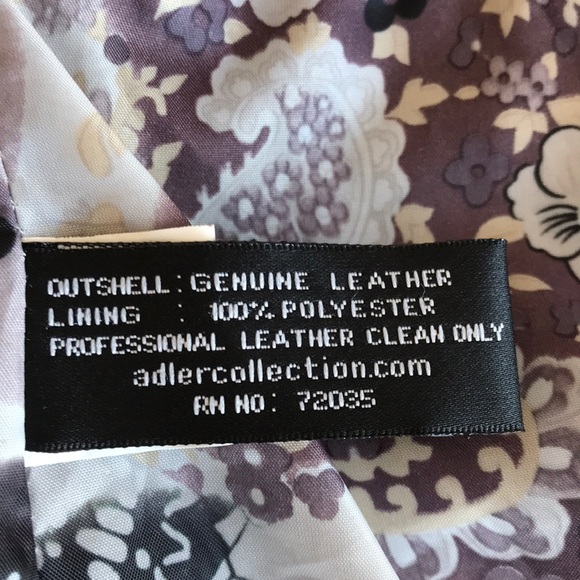 OUTSHELL: GENUINE LEATHER
LINING : 100% POLYESTER
PROFESSIONAL LEATHER CLEAN ONLY
adlercollection.com
RN NO: 72035